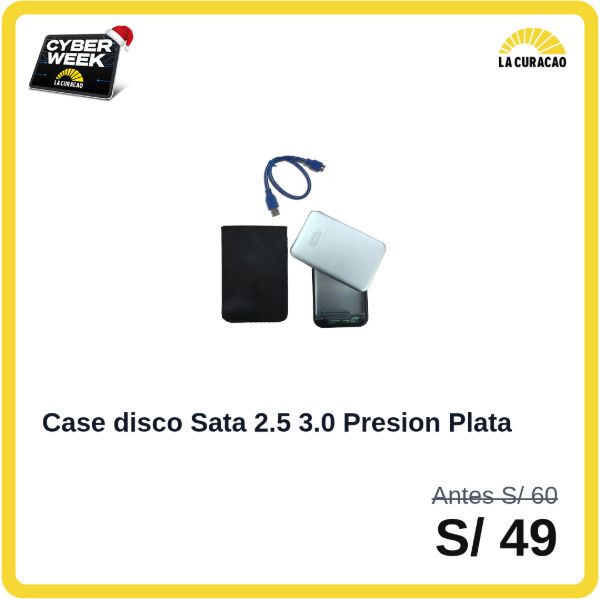 CYBER
WEEK
LA CURACAO
LA CURACAO
Case disco Sata 2.5 3.0 Presion Plata
Antes S/ 60
S/ 49